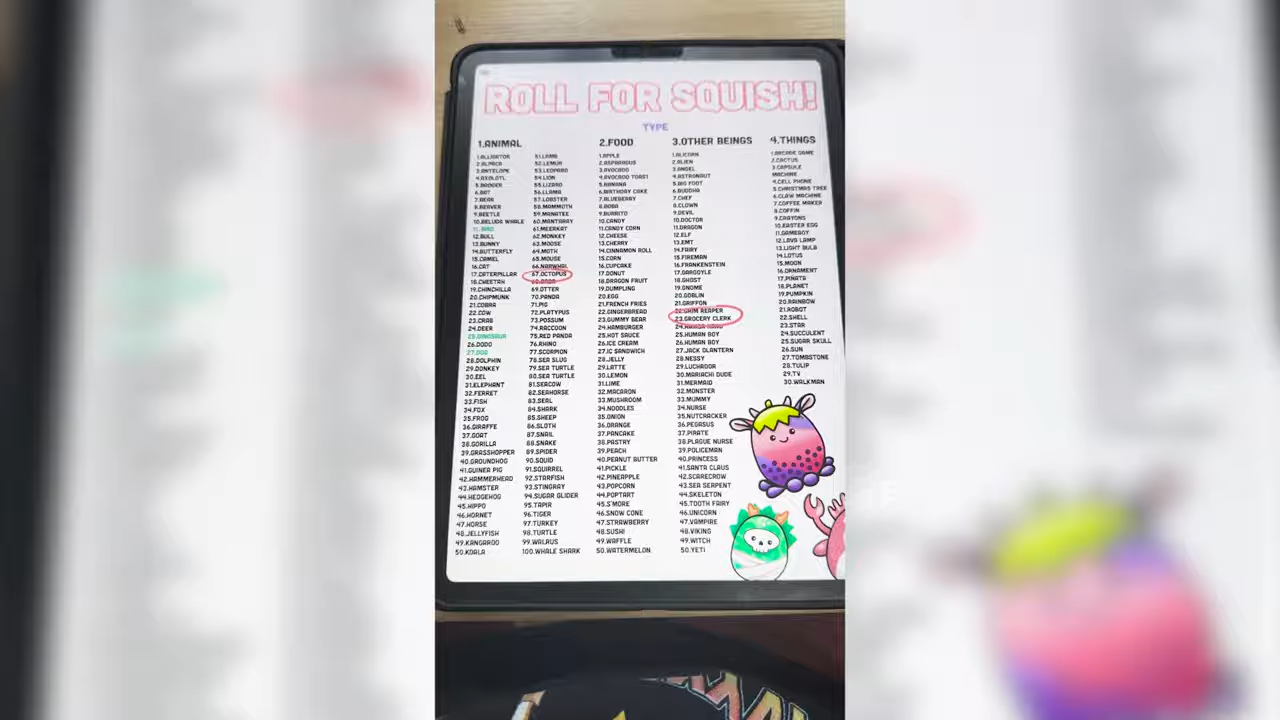 ROLL FOR SQUISH!
TYPE
1.ANIMAL
1.ALLIGATOR
2.ALPACA
3.ANTELOPE
4.AXOLOTL
5.BADGER
6.BAT
7.BEAR
8.BEAVER
9.BEETLE
10.BELUGA WHALE
11.BIRD
12.BULL
13.BUNNY
14.BUTTERFLY
15.CAMEL
16.CAT
17.CATERPILLAR
18.CHEETAH
19.CHINCHILLA
20.CHIPMUNK
21.COBRA
22.COW
23.CRAB
24.DEER
25.DINOSAUR
26.DODO
27.DOG
28.DOLPHIN
29.DONKEY
30.EEL
31.ELEPHANT
32.FERRET
33.FISH
34.FOX
35.FROG
36.GIRAFFE
37.GOAT
38.GORILLA
39.GRASSHOPPER
40.GROUNDHOG
41.GUINEA PIG
42.HAMMERHEAD
43.HAMSTER
44.HEDGEHOG
45.HIPPO
46.HORNET
47.HORSE
48.JELLYFISH
49.KANGAROO
50.KOALA
51.LAMB
52.LEMUR
53.LEOPARD
54.LION
55.LIZARD
56.LLAMA
57.LOBSTER
58.MAMMOTH
59.MANATEE
60.MANTARAY
61.MEERKAT
62.MONKEY
63.MOOSE
64.MOTH
65.MOUSE
66.NARWHAL
67.OCTOPUS
69.OTTER
70.PANDA
71.PIG
72.PLATYPUS
73.POSSUM
74.RACCOON
75.RED PANDA
76.RHINO
77.SCORPION
78.SEA SLUG
79.SEA TURTLE
80.SEA TURTLE
81.SEACOW
82.SEAHORSE
83.SEAL
84.SHARK
85.SHEEP
86.SLOTH
87.SNAIL
88.SNAKE
89.SPIDER
90.SQUID
91.SQUIRREL
92.STARFISH
93.STINGRAY
94.SUGAR GLIDER
95.TAPIR
96.TIGER
97.TURKEY
98.TURTLE
99.WALRUS
100.WHALE SHARK
2.FOOD
1.APPLE
2.ASPARAGUS
3.AVOCADO
4.AVOCADO TOAST
5.BANANA
6.BIRTHDAY CAKE
7.BLUEBERRY
8.BOBA
9.BURRITO
10.CANDY
11.CANDY CORN
12.CHEESE
13.CHERRY
14.CINNAMON ROLL
15.CORN
16.CUPCAKE
17.DONUT
18.DRAGON FRUIT
19.DUMPLING
20.EGG
21.FRENCH FRIES
22.GINGERBREAD
23.GUMMY BEAR
24.HAMBURGER
25.HOT SAUCE
26.ICE CREAM
27.IC SANDWICH
28.JELLY
29.LATTE
30.LEMON
31.LIME
32.MACARON
33.MUSHROOM
34.NOODLES
35.ONION
36.ORANGE
37.PANCAKE
38.PASTRY
39.PEACH
40.PEANUT BUTTER
41.PICKLE
42.PINEAPPLE
43.POPCORN
44.POPTART
45.S'MORE
46.SNOW CONE
47.STRAWBERRY
48.SUSHI
49.WAFFLE
50.WATERMELON
3.OTHER BEINGS
1.ALICORN
2.ALIEN
3.ANGEL
4.ASTRONAUT
5.BIG FOOT
6.BUDDHA
7.CHEF
8.CLOWN
9.DEVIL
10.DOCTOR
11.DRAGON
12.ELF
13.EMT
14.FAIRY
15.FIREMAN
16.FRANKENSTEIN
17.GARGOYLE
18.GHOST
19.GNOME
20.GOBLIN
21.GRIFFON
22.GRIM REAPER
23.GROCERY CLERK
25.HUMAN BOY
26.HUMAN BOY
27.JACK OLANTERN
28.NESSY
29.LUCHADOR
30.MARIACHI DUDE
31.MERMAID
32.MONSTER
33.MUMMY
34.NURSE
35.NUTCRACKER
36.PEGASUS
37.PIRATE
38.PLAGUE NURSE
39.POLICEMAN
40.PRINCESS
41.SANTA CLAUS
42.SCARECROW
43.SEA SERPENT
44.SKELETON
45.TOOTH FAIRY
46.UNICORN
47.VAMPIRE
48.VIKING
49.WITCH
50.YETI
4.THINGS
1.ARCADE GAME
2.CACTUS
3.CAPSULE
MACHINE
4.CELL PHONE
5.CHRISTMAS TREE
6.CLAW MACHINE
7.COFFEE MAKER
8.COFFIN
9.CRAYONS
10.EASTER EGG
11.GAMEBOY
12.LAVA LAMP
13.LIGHT BULB
14.LOTUS
15.MOON
16.ORNAMENT
17.PIÑATA
18.PLANET
19.PUMPKIN
20.RAINBOW
21.ROBOT
22.SHELL
23.STAR
24.SUCCULENT
25.SUGAR SKULL
26.SUN
27.TOMBSTONE
28.TULIP
29.TV
30.WALKMAN